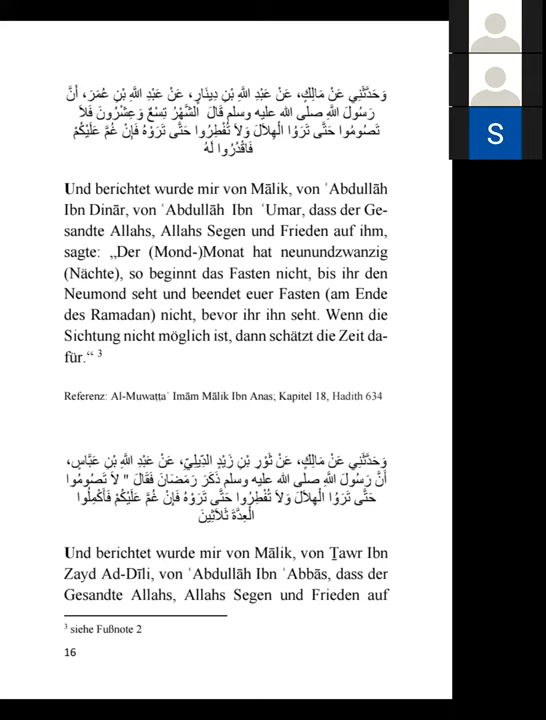 وَحَدَّثَنِي عَنْ مَالِكٍ، عَنْ عَبْدِ اللَّهِ بْنِ دِينَارٍ، عَنْ عَبْدِ اللَّهِ بْنِ عُمَرَ، أَنَّ
رَسُولَ اللَّهِ صلى الله عليه وسلم قَالَ الشَّهْرُ تِسْعٌ وَعِشْرُونَ فَلاَ
تَصُومُوا حَتَّى تَرَوُا الْهِلاَلَ وَلاَ تُفْطِرُوا حَتَّى تَرَوْهُ فَإِنْ غُمَّ عَلَيْكُمْ
فَاقْدُرُوا لَهُ
Und berichtet wurde mir von Mālik, von ʿAbdullāh
Ibn Dinār, von ʿAbdullāh Ibn ʿUmar, dass der Ge-
sandte Allahs, Allahs Segen und Frieden auf ihm,
sagte: „Der (Mond-)Monat hat neunundzwanzig
(Nächte), so beginnt das Fasten nicht, bis ihr den
Neumond seht und beendet euer Fasten (am Ende
des Ramadan) nicht, bevor ihr ihn seht. Wenn die
Sichtung nicht möglich ist, dann schätzt die Zeit da-
für.“ ³
Referenz: Al-Muwaṭṭaʾ Imām Mālik Ibn Anas; Kapitel 18, Hadith 634
وَحَدَّثَنِي عَنْ مَالِكٍ، عَنْ ثَوْرِ بْنِ زَيْدٍ الدِّيلِيِّ، عَنْ عَبْدِ اللَّهِ بْنِ عَبَّاسٍ،
أَنَّ رَسُولَ اللَّهِ صلى الله عليه وسلم ذَكَرَ رَمَضَانَ فَقَالَ " لاَ تَصُومُوا
حَتَّى تَرَوُا الْهِلاَلَ وَلاَ تُفْطِرُوا حَتَّى تَرَوْهُ فَإِنْ غُمَّ عَلَيْكُمْ فَأَكْمِلُوا
الْعِدَّةَ ثَلاَثِينَ
Und berichtet wurde mir von Mālik, von Ṯawr Ibn
Zayd Ad-Dīli, von ʿAbdullāh Ibn ʿAbbās, dass der
Gesandte Allahs, Allahs Segen und Frieden auf
³ siehe Fußnote 2
16
S